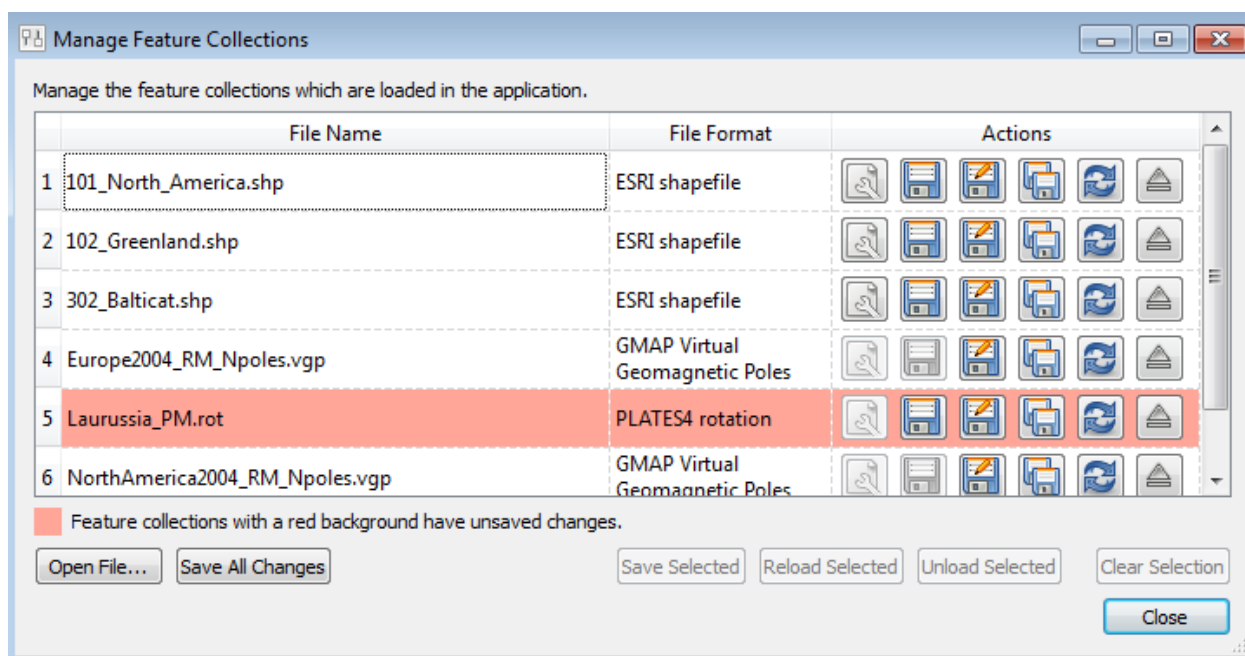 Manage Feature Collections
Manage the feature collections which are loaded in the application.
File Name File Format Actions
1 101_North_America.shp ESRI shapefile
2 102_Greenland.shp ESRI shapefile
3 302_Balticat.shp ESRI shapefile
4 Europe2004_RM_Npoles.vgp GMAP Virtual
Geomagnetic Poles
5 Laurussia_PM.rot PLATES4 rotation
6 NorthAmerica2004_RM_Npoles.vgp GMAP Virtual
Geomagnetic Poles
Feature collections with a red background have unsaved changes.
Open File... Save All Changes Save Selected Reload Selected Unload Selected Clear Selection
Close